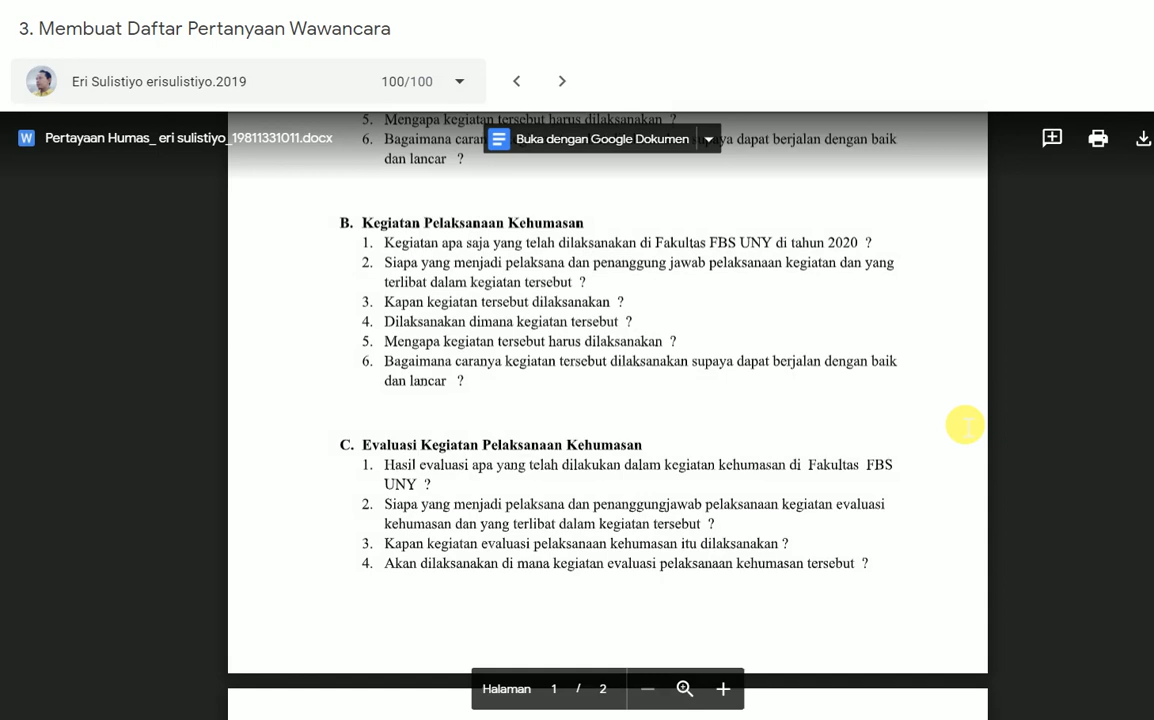 3. Membuat Daftar Pertanyaan Wawancara
Eri Sulistiyo erisulistiyo.2019
100/100
5. Mengapa kegiatan tersebut harus dilaksanakan ?
Pertayaan Humas_ eri sulistiyo_19811331011.docx
6. Bagaimana caran
Buka dengan Google Dokumen
supaya dapat berjalan dengan baik
dan lancar ?
B. Kegiatan Pelaksanaan Kehumasan
1. Kegiatan apa saja yang telah dilaksanakan di Fakultas FBS UNY di tahun 2020 ?
2. Siapa yang menjadi pelaksana dan penanggung jawab pelaksanaan kegiatan dan yang
terlibat dalam kegiatan tersebut ?
3. Kapan kegiatan tersebut dilaksanakan ?
4. Dilaksanakan dimana kegiatan tersebut ?
5. Mengapa kegiatan tersebut harus dilaksanakan ?
6. Bagaimana caranya kegiatan tersebut dilaksanakan supaya dapat berjalan dengan baik
dan lancar ?
C. Evaluasi Kegiatan Pelaksanaan Kehumasan
1. Hasil evaluasi apa yang telah dilakukan dalam kegiatan kehumasan di Fakultas FBS
UNY ?
2. Siapa yang menjadi pelaksana dan penanggungjawab pelaksanaan kegiatan evaluasi
kehumasan dan yang terlibat dalam kegiatan tersebut ?
3. Kapan kegiatan evaluasi pelaksanaan kehumasan itu dilaksanakan ?
4. Akan dilaksanakan di mana kegiatan evaluasi pelaksanaan kehumasan tersebut ?
Halaman 1 / 2